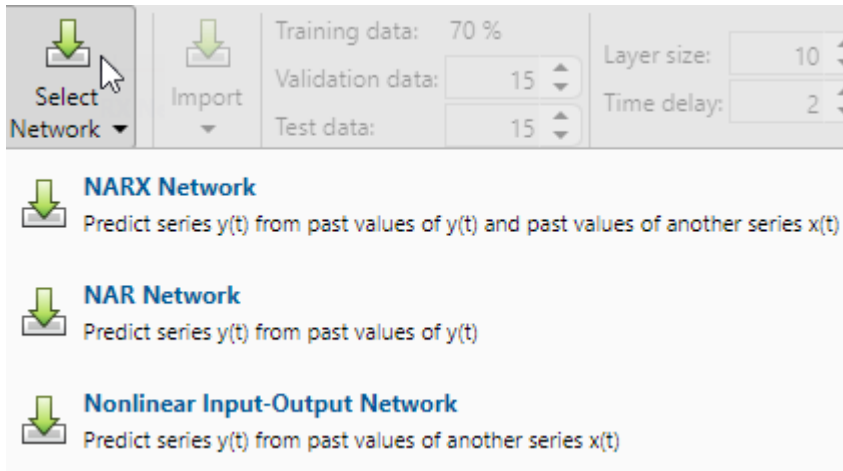 Select Network
Import
Training data: 70 %
Validation data: 15
Test data: 15
Layer size: 10
Time delay: 2
NARX Network
Predict series y(t) from past values of y(t) and past values of another series x(t)
NAR Network
Predict series y(t) from past values of y(t)
Nonlinear Input-Output Network
Predict series y(t) from past values of another series x(t)